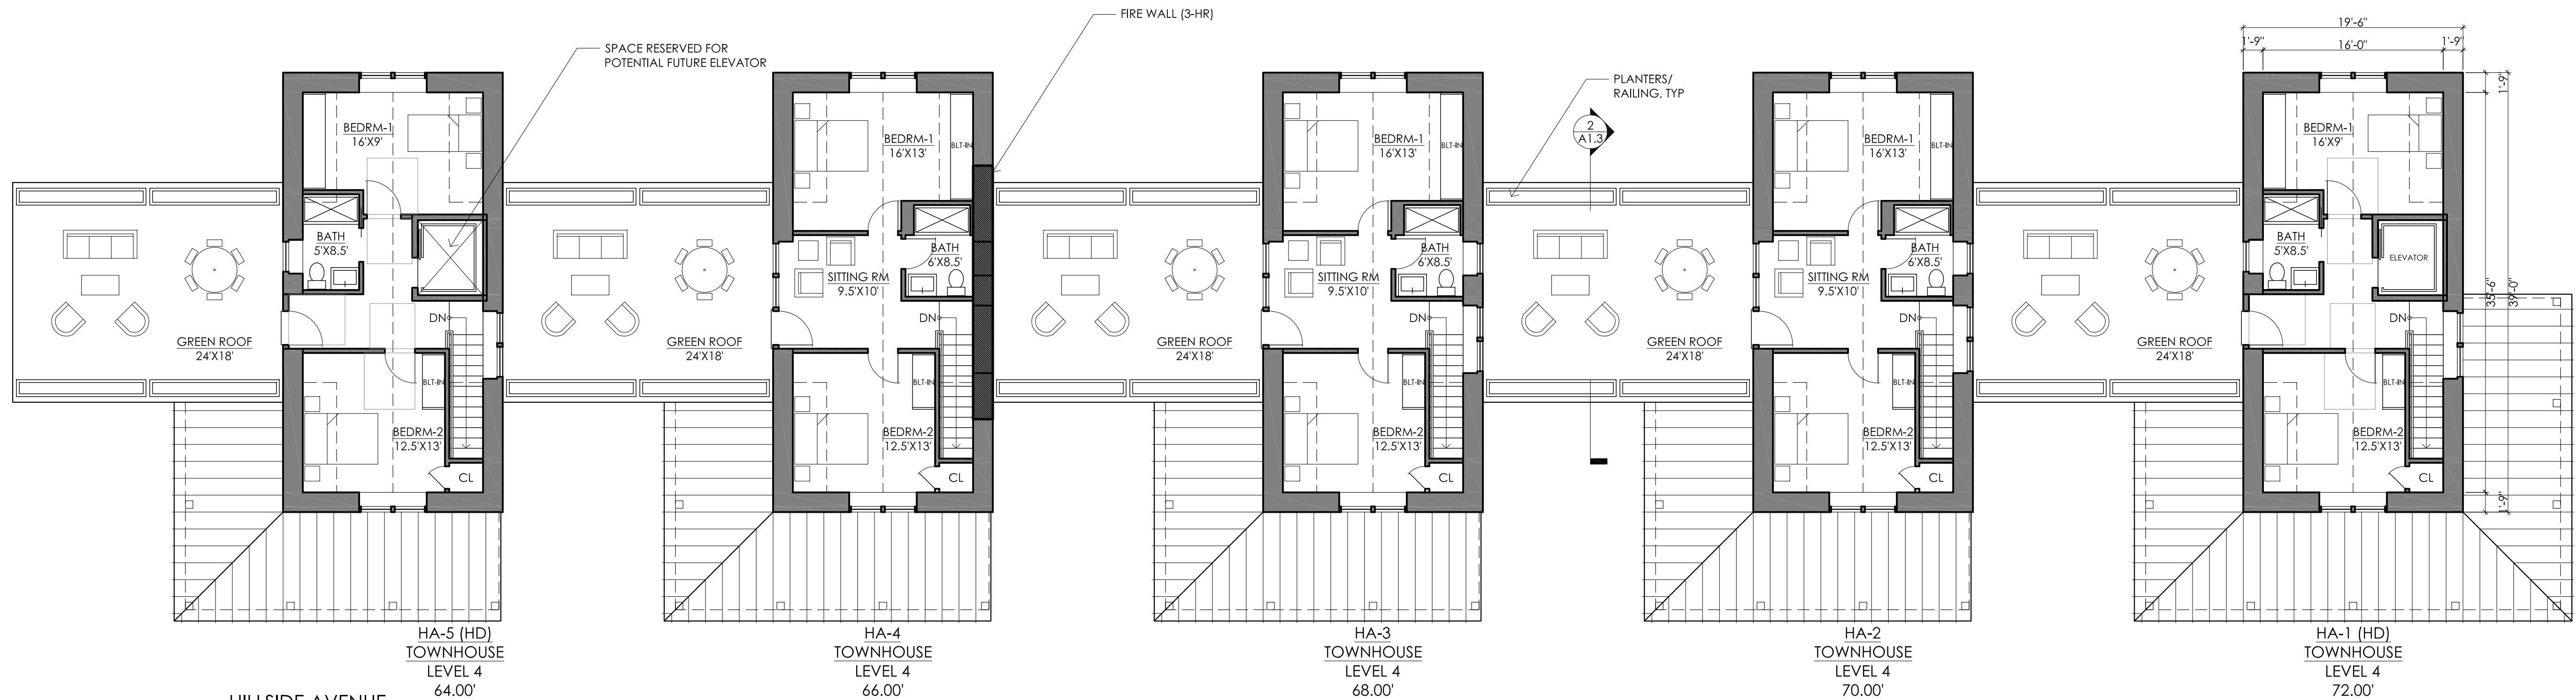 FIRE WALL (3-HR)
SPACE RESERVED FOR
POTENTIAL FUTURE ELEVATOR
PLANTERS/
RAILING, TYP
2
A1.3
19'-6"
1'-9"
16'-0"
1'-9"
1'-9"
35'-6"
39'-0"
1'-9"
BEDRM-1
16'X9'
BATH
5'X8.5'
GREEN ROOF
24'X18'
DN
BLT-IN
BEDRM-2
12.5'X13'
CL
BEDRM-1
16'X13'
BLT-IN
BATH
6'X8.5'
SITTING RM
9.5'X10'
GREEN ROOF
24'X18'
DN
BLT-IN
BEDRM-2
12.5'X13'
CL
BEDRM-1
16'X13'
BLT-IN
BATH
6'X8.5'
SITTING RM
9.5'X10'
GREEN ROOF
24'X18'
DN
BLT-IN
BEDRM-2
12.5'X13'
CL
BEDRM-1
16'X13'
BLT-IN
BATH
6'X8.5'
SITTING RM
9.5'X10'
GREEN ROOF
24'X18'
DN
BLT-IN
BEDRM-2
12.5'X13'
CL
BEDRM-1
16'X9'
BATH
5'X8.5'
ELEVATOR
GREEN ROOF
24'X18'
DN
BLT-IN
BEDRM-2
12.5'X13'
CL
HA-5 (HD)
TOWNHOUSE
LEVEL 4
64.00'
HA-4
TOWNHOUSE
LEVEL 4
66.00'
HA-3
TOWNHOUSE
LEVEL 4
68.00'
HA-2
TOWNHOUSE
LEVEL 4
70.00'
HA-1 (HD)
TOWNHOUSE
LEVEL 4
72.00'
HILLSIDE AVENUE